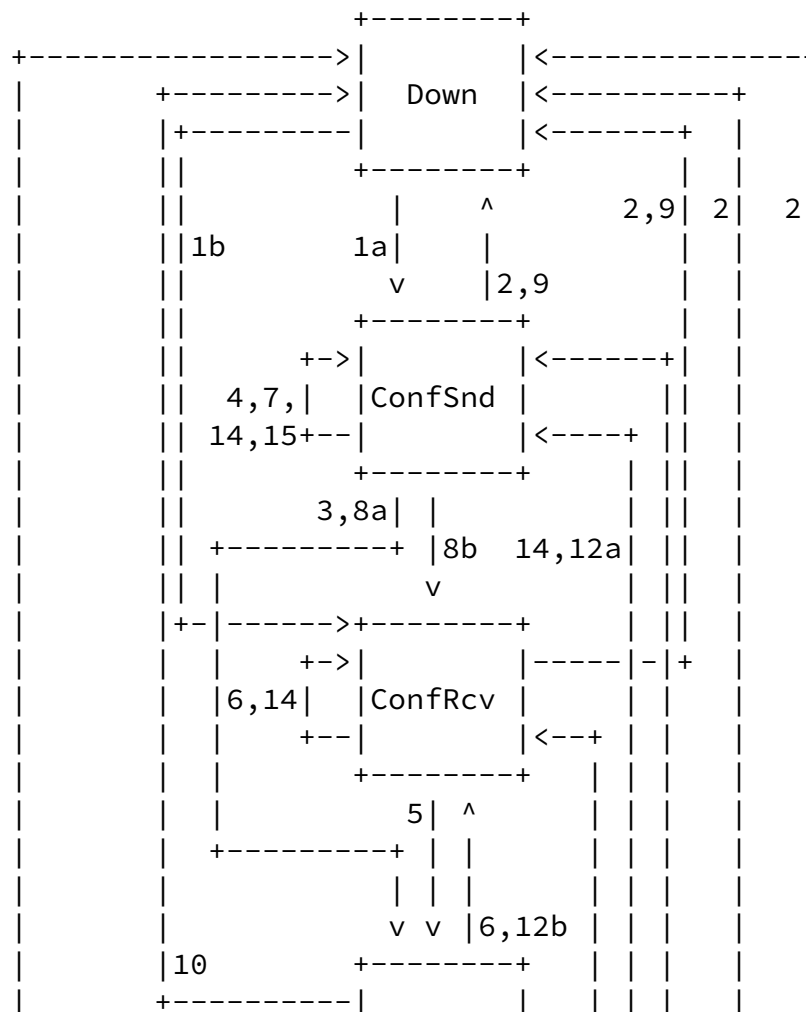 Down
2,9 2 2
1b 1a
2,9
4,7, ConfSnd
14,15
3,8a
8b 14,12a
6,14 ConfRcv
5
6,12b
10